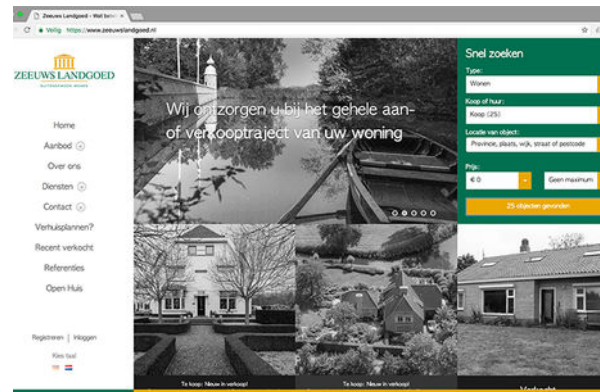 Zeeuws Landgoed - Wat bete
Veilig
https://www.zeeuwslandgoed.nl
ZEEUWS LANDGOED
BUITENGEWOON WONEN
Home
Aanbod
Over ons
Diensten
Contact
Verhuisplannen?
Recent verkocht
Referenties
Open Huis
Registreren | Inloggen
Kies taal
Wij ontzorgen u bij het gehele aan-
of verkooptraject van uw woning
Te koop: Nieuw in verkoop!
Te koop: Nieuw in verkoop!
Snel zoeken
Type:
Wonen
Koop of huur:
Koop (25)
Locatie van object:
Provincie, plaats, wijk, straat of postcode
Prijs:
€ 0
Geen maximum
25 objecten gevonden
Verkocht